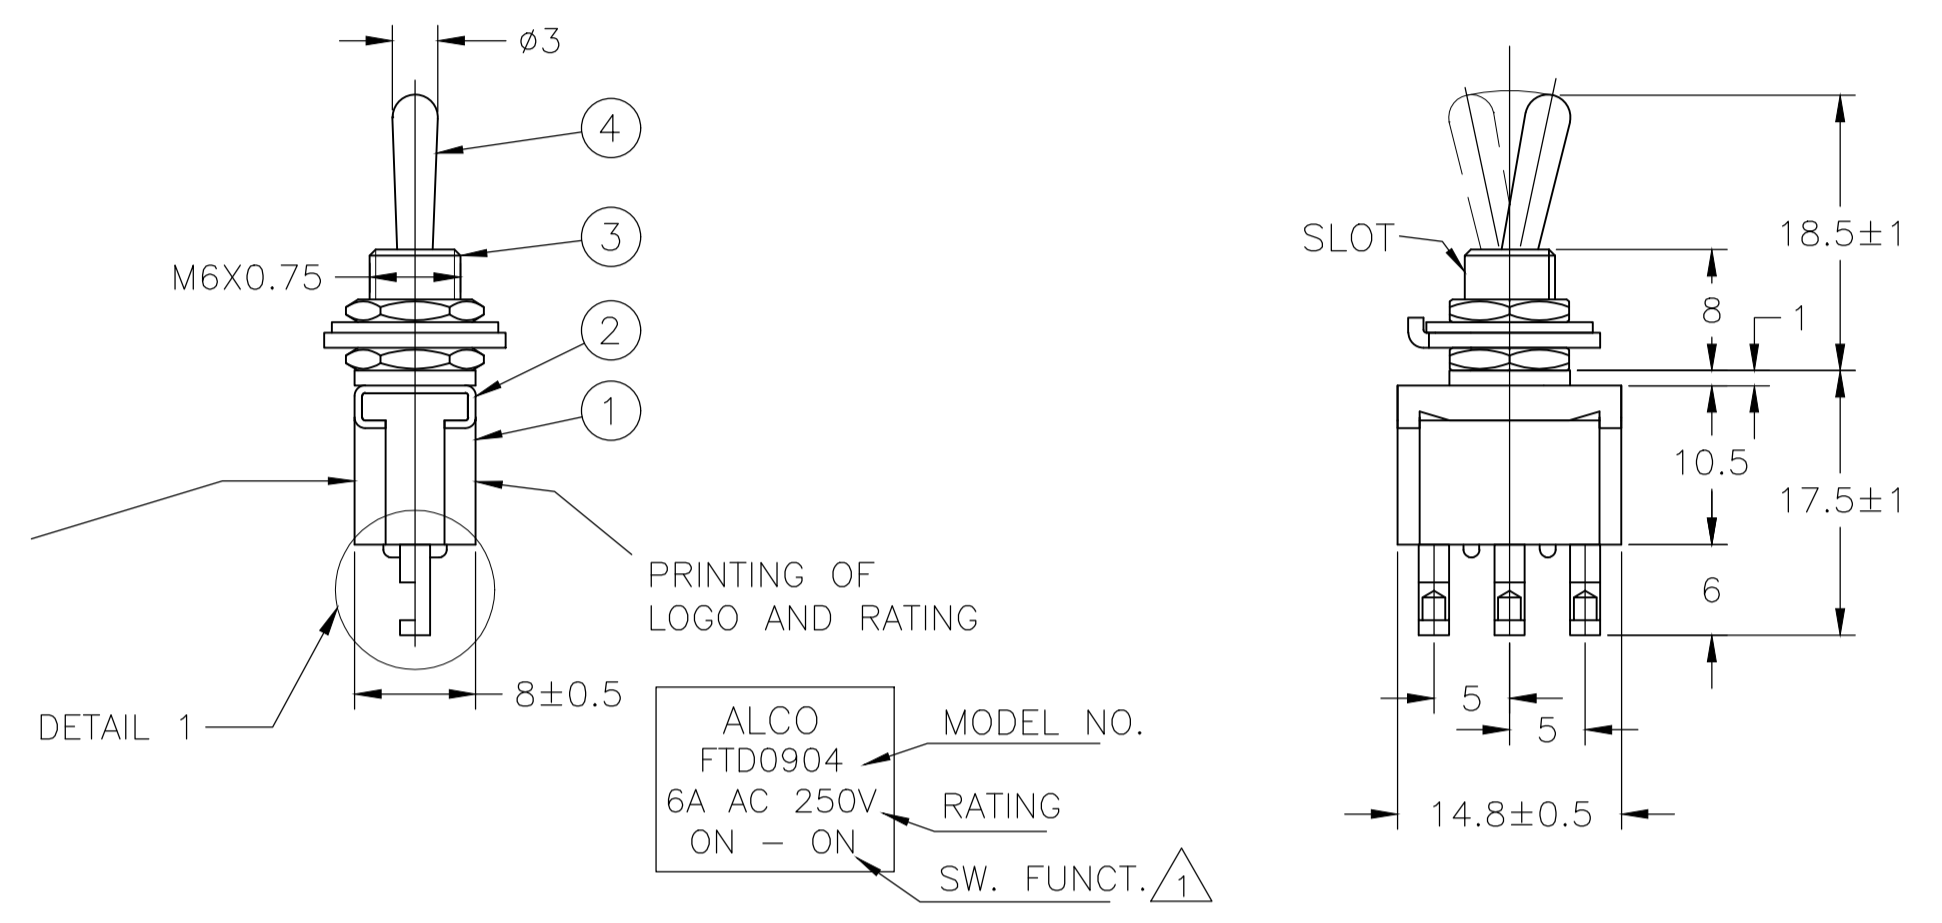 ø3
4
3
M6X0.75
2
1
PRINTING OF
LOGO AND RATING
8±0.5
DETAIL 1
ALCO
FTD0904
6A AC 250V
ON – ON
MODEL NO.
RATING
SW. FUNCT.
1
SLOT
18.5±1
8
1
10.5
17.5±1
6
5
5
14.8±0.5